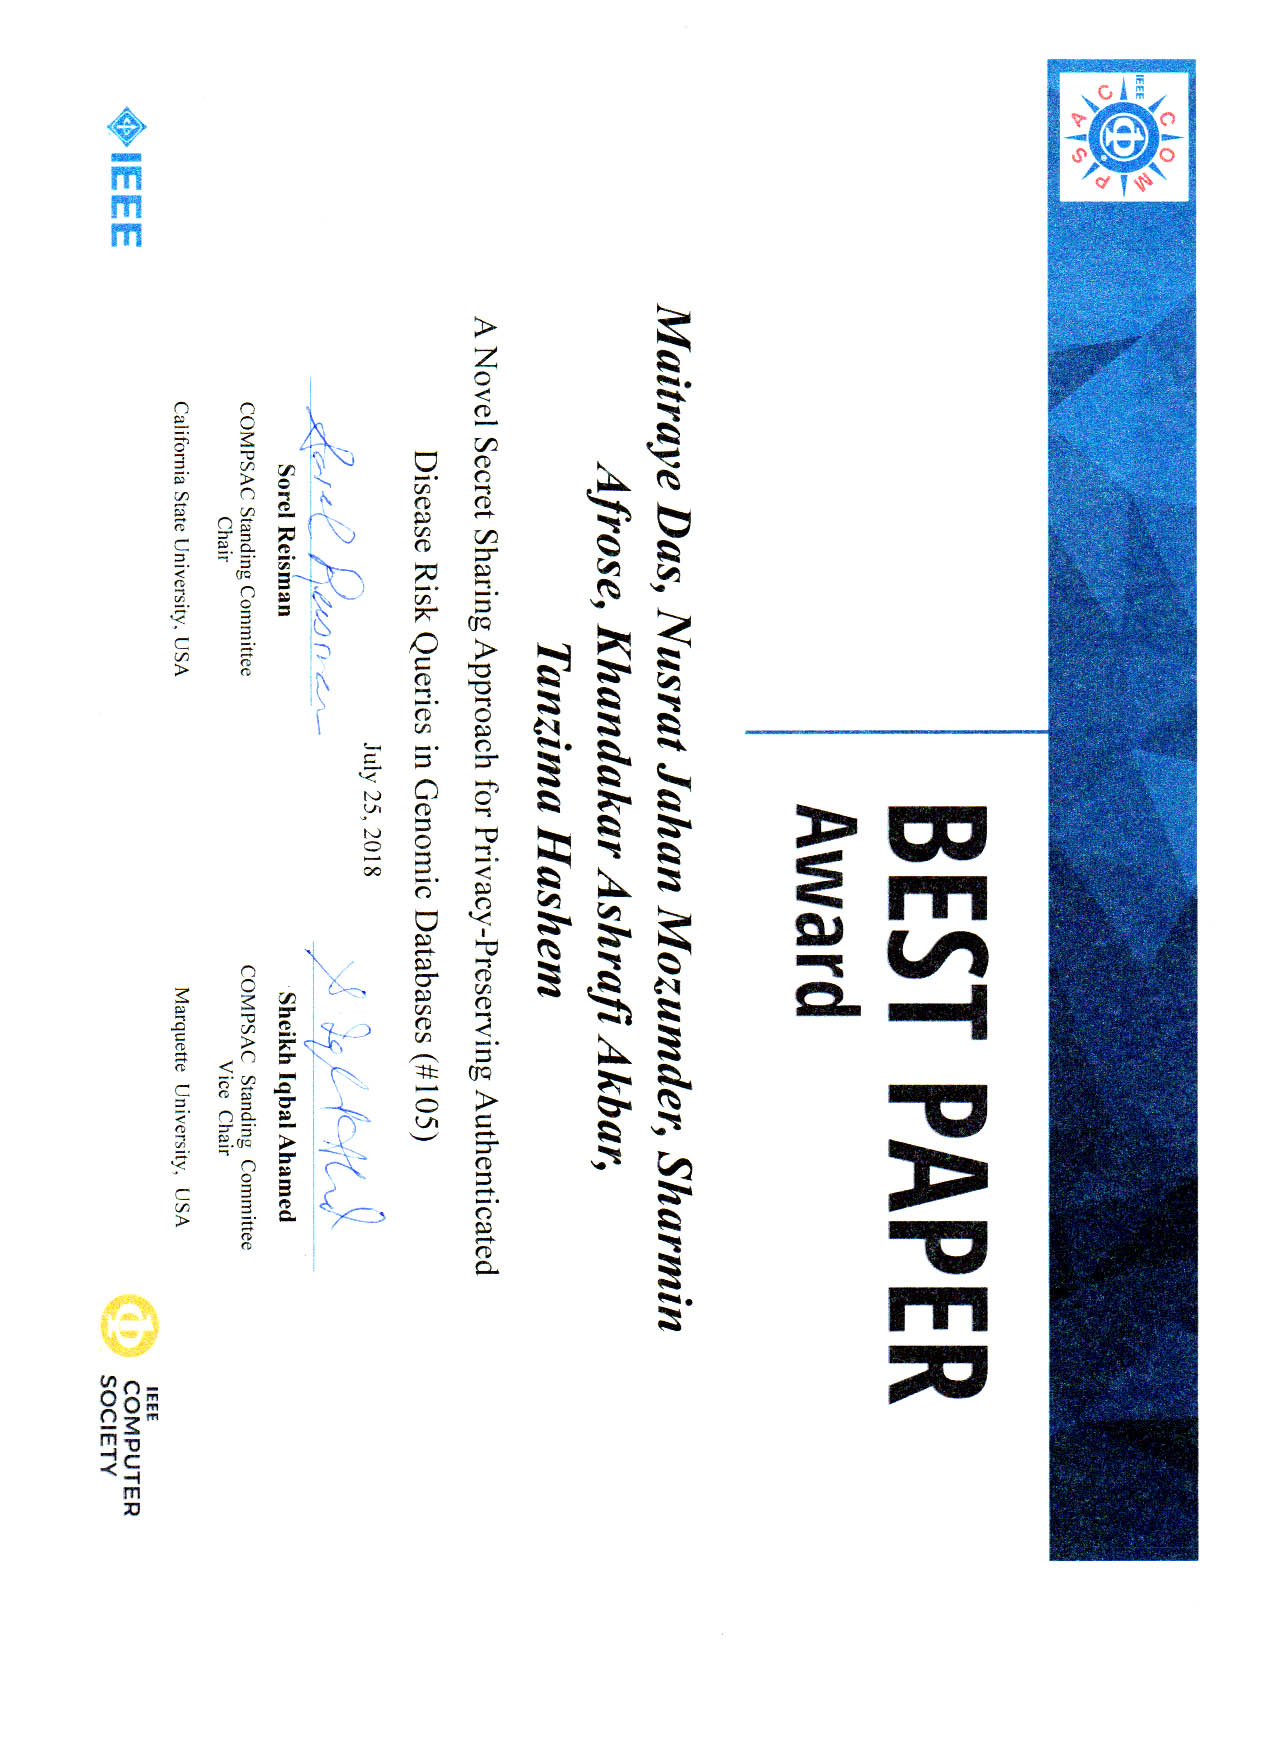 IEEE
COMPSAC
BEST PAPER
Award
Maitraye Das, Nusrat Jahan Mozumder, Sharmin
Afrose, Khandakar Ashrafi Akbar,
Tanzima Hashem
A Novel Secret Sharing Approach for Privacy-Preserving Authenticated
Disease Risk Queries in Genomic Databases (#105)
July 25, 2018
Sorel Reisman
Sorel Reisman
COMPSAC Standing Committee
Chair
California State University, USA
Sheikh Iqbal Ahamed
COMPSAC Standing Committee
Vice Chair
Marquette University, USA
IEEE
IEEE
COMPUTER
SOCIETY